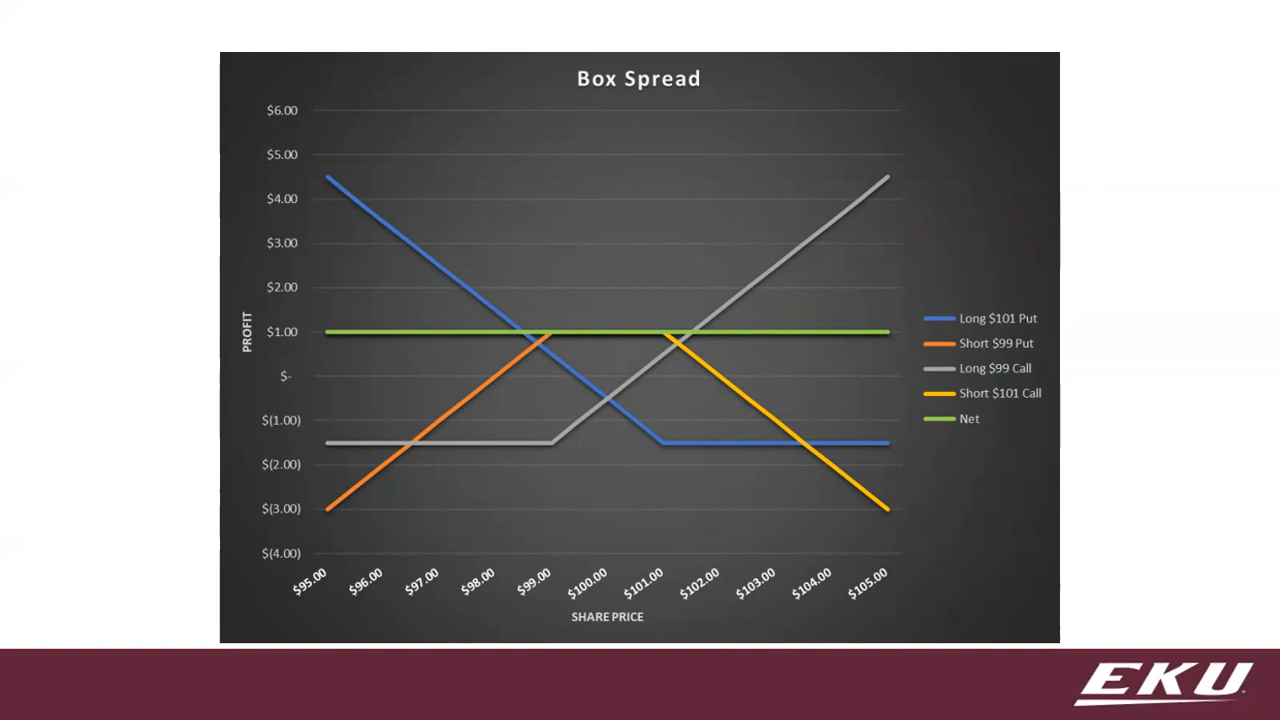 Box Spread
$6.00
$5.00
$4.00
$3.00
$2.00
$1.00
$-
$(1.00)
$(2.00)
$(3.00)
$(4.00)
PROFIT
$95.00 $96.00 $97.00 $98.00 $99.00 $100.00 $101.00 $102.00 $103.00 $104.00 $105.00
SHARE PRICE
Long $101 Put
Short $99 Put
Long $99 Call
Short $101 Call
Net
EKU